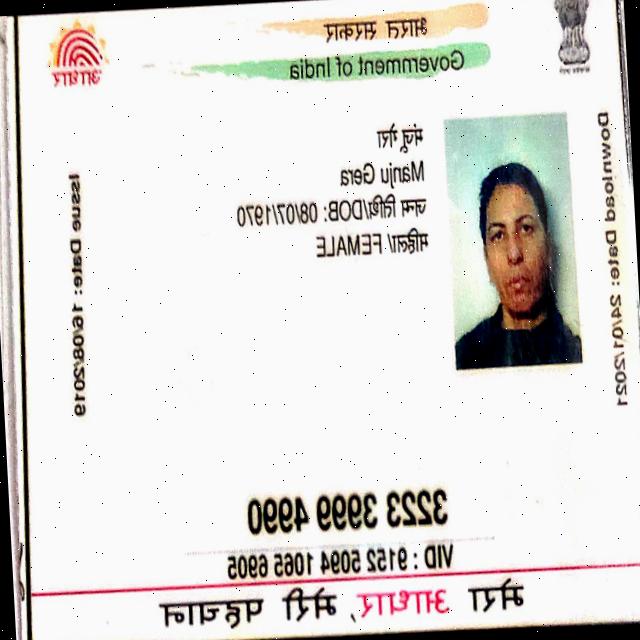 भारत सरकार
Government of India
आधार
मंजू गेरा
Manju Gera
जन्म तिथि/DOB: 08/07/1970
महिला/ FEMALE
Issue Date: 16/08/2019
Download Date: 24/01/2021
3223 3999 4990
VID : 9152 5094 1065 6905
मेरा आधार, मेरी पहचान